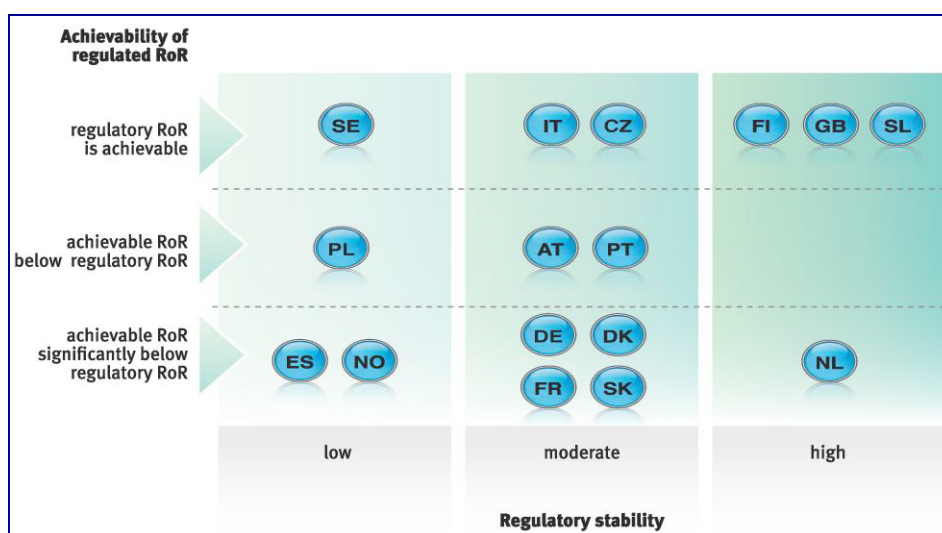 Achievability of
regulated RoR
regulatory RoR
is achievable
SE
IT CZ
FI GB SL
achievable RoR
below regulatory RoR
PL
AT PT
achievable RoR
significantly below
regulatory RoR
ES NO
DE DK
FR SK
NL
low
moderate
high
Regulatory stability